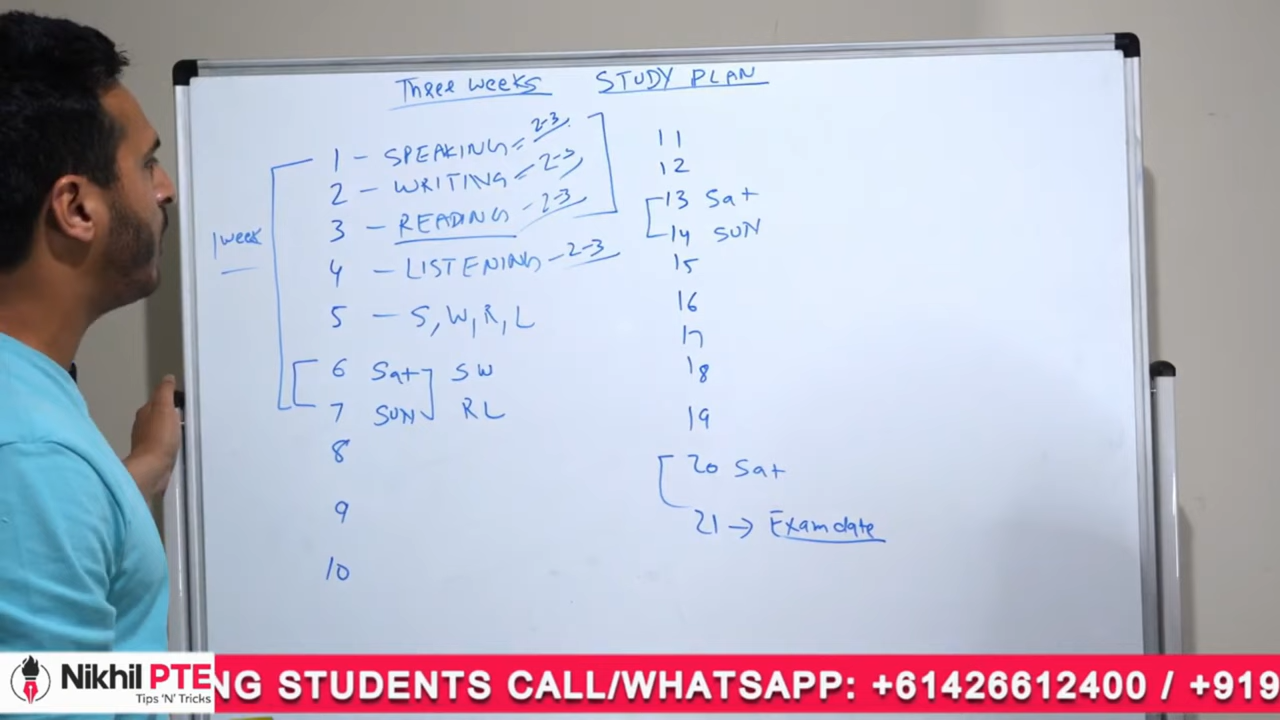 Three weeks STUDY PLAN
1 - SPEAKING = 2-3
2 - WRITING = 2-3
3 - READING - 2-3
4 - LISTENING - 2-3
5 - S, W, R, L
6 Sat SW
7 SUN RL
8
9
10
1 week
11
12
13 Sat
14 SUN
15
16
17
18
19
20 Sat
21 → Exam date
Nikhil PTE
Tips 'N' Tricks
NG STUDENTS CALL/WHATSAPP: +61426612400 / +919